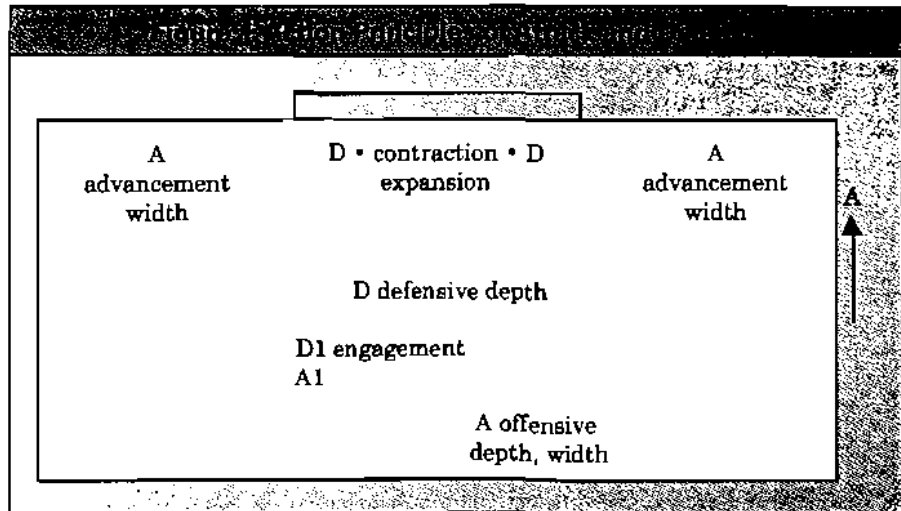 A
advancement
width
D • contraction • D
expansion
A
advancement
width
A
D defensive depth
D1 engagement
A1
A offensive
depth, width